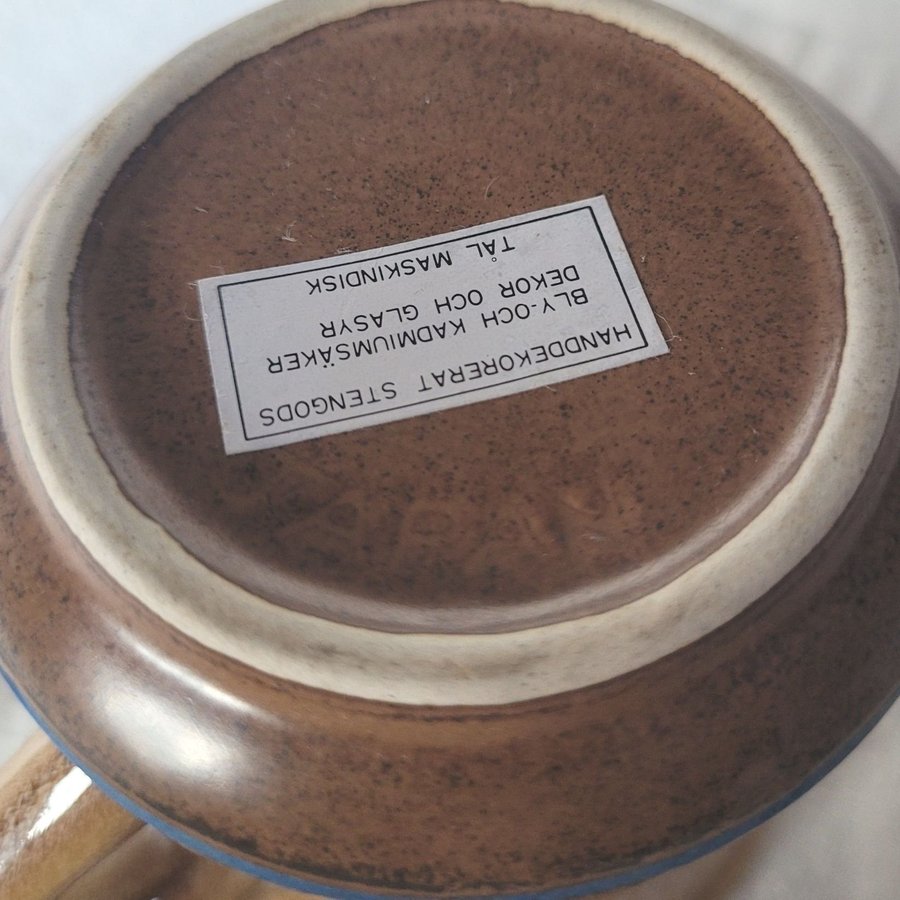 HANDDEKORERAT STENGODS
BLY-OCH KADMIUMSÄKER
DEKOR OCH GLASYR
TÅL MASKINDISK